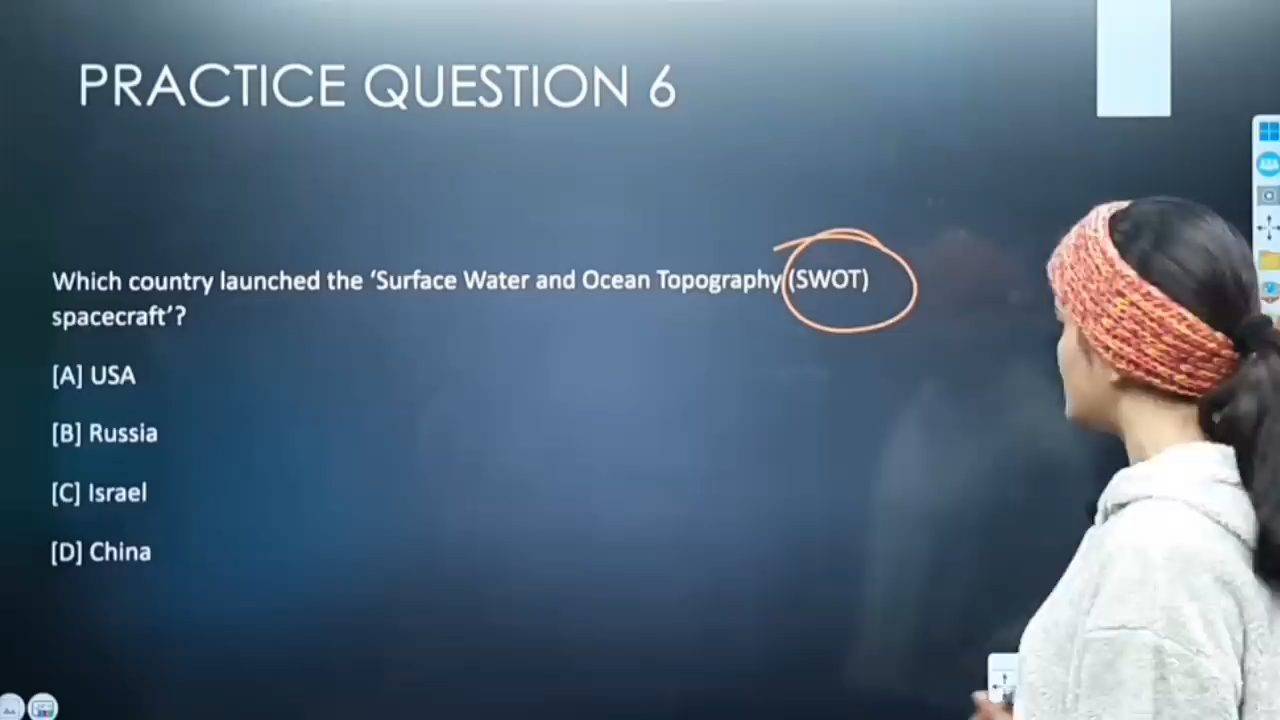 PRACTICE QUESTION 6
Which country launched the ‘Surface Water and Ocean Topography (SWOT)
spacecraft’?
[A] USA
[B] Russia
[C] Israel
[D] China